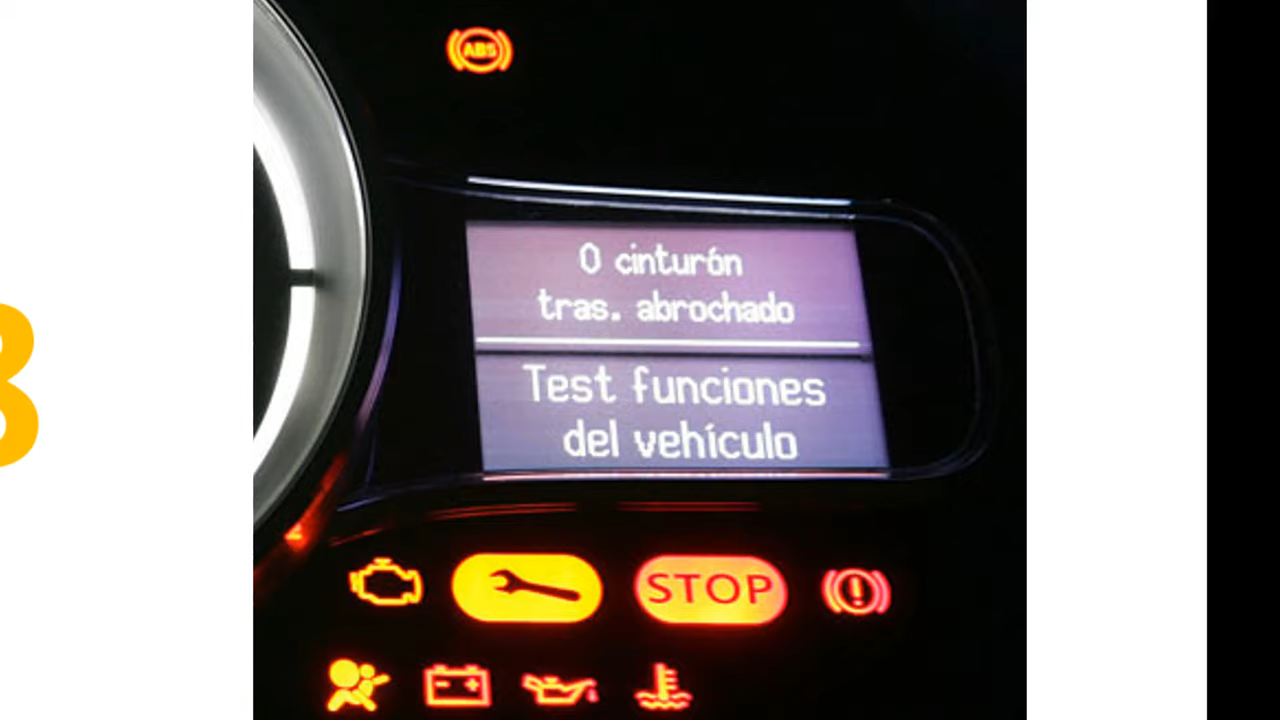 ABS
0 cinturón
tras. abrochado
Test funciones
del vehículo
STOP